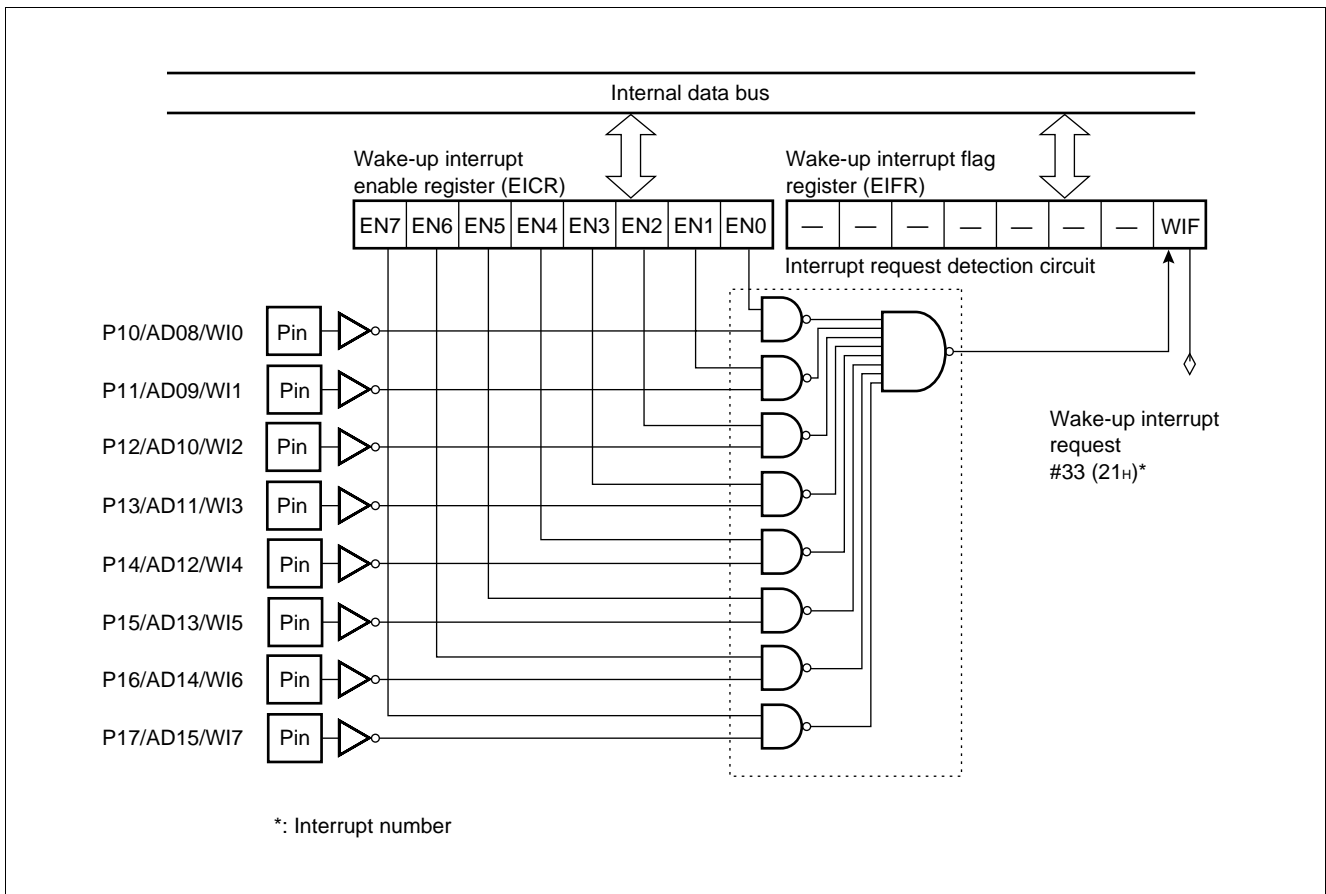 Internal data bus
Wake-up interrupt
enable register (EICR)
Wake-up interrupt flag
register (EIFR)
EN7 EN6 EN5 EN4 EN3 EN2 EN1 EN0
— — — — — — — WIF
Interrupt request detection circuit
P10/AD08/WI0 Pin
P11/AD09/WI1 Pin
P12/AD10/WI2 Pin
P13/AD11/WI3 Pin
P14/AD12/WI4 Pin
P15/AD13/WI5 Pin
P16/AD14/WI6 Pin
P17/AD15/WI7 Pin
Wake-up interrupt
request
#33 (21H)*
*: Interrupt number